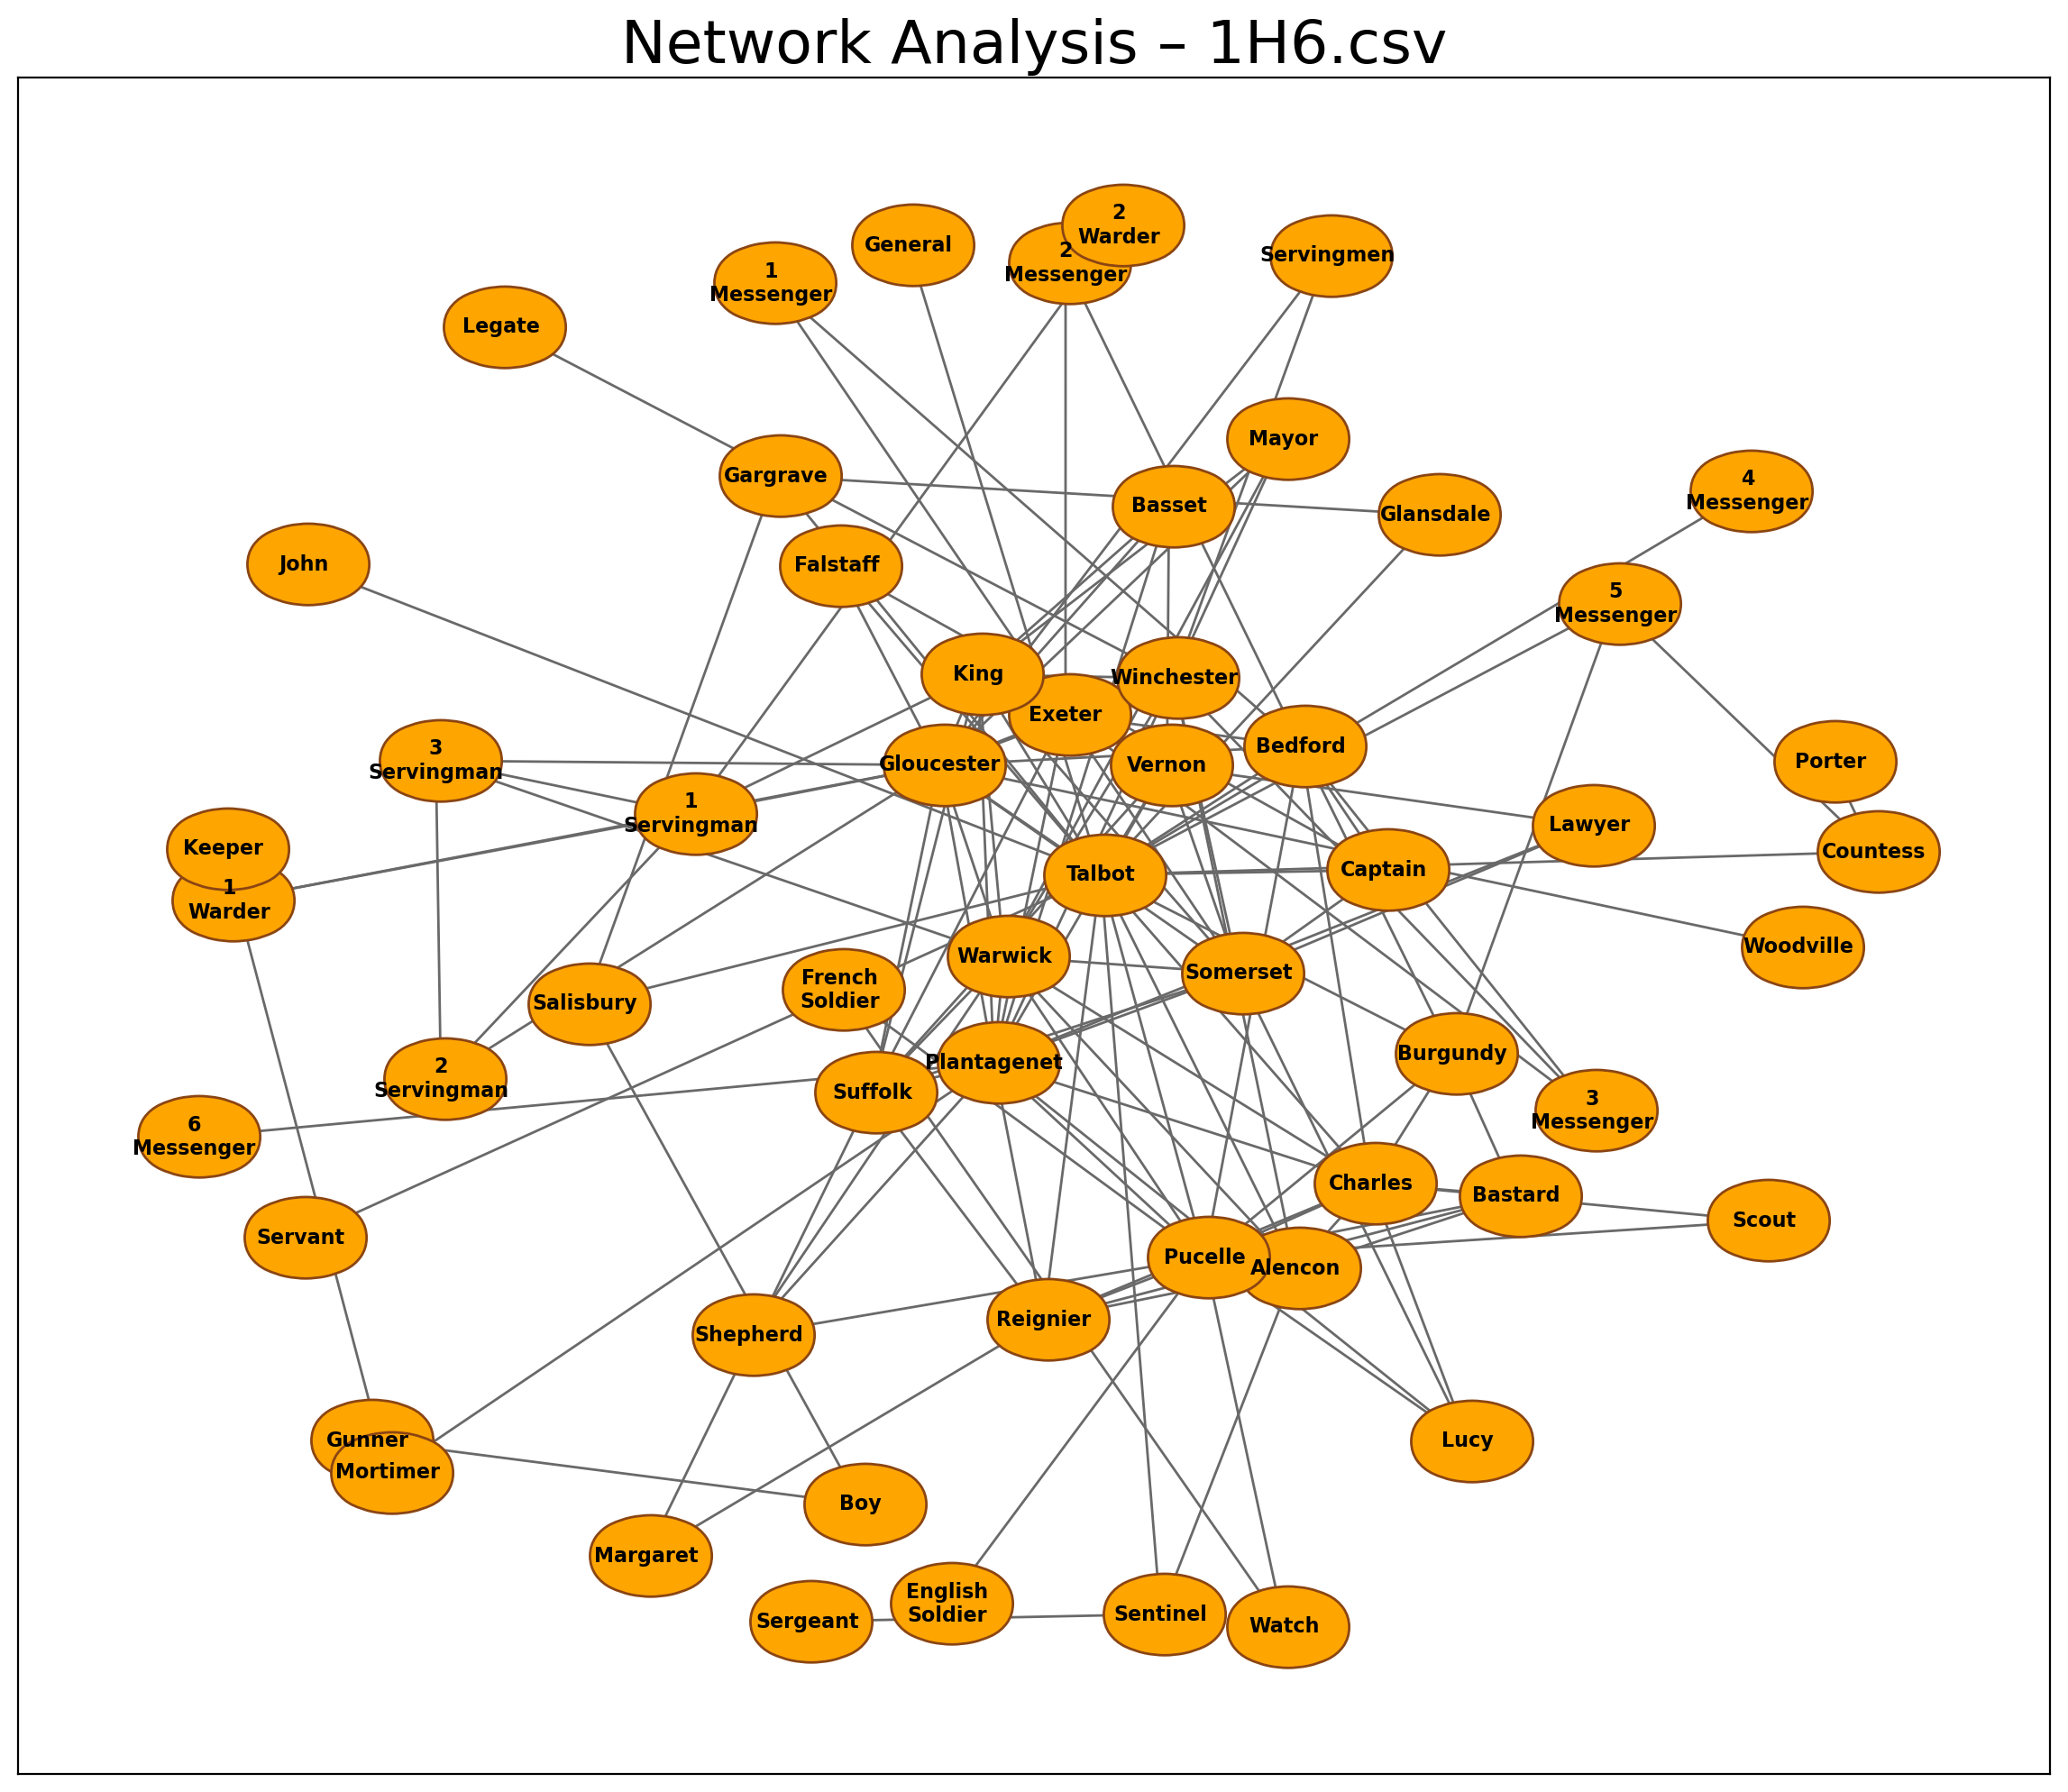 Network Analysis – 1H6.csv
2
Warder
General
2
Messenger
Servingmen
1
Messenger
Legate
Mayor
Gargrave
4
Messenger
Basset
Glansdale
John
Falstaff
5
Messenger
King
Winchester
Exeter
Bedford
3
Servingman
Gloucester
Vernon
Porter
1
Servingman
Lawyer
Keeper
Countess
Talbot
Captain
1
Warder
Warwick
Woodville
Somerset
French
Soldier
Salisbury
Burgundy
Plantagenet
2
Servingman
Suffolk
3
Messenger
6
Messenger
Charles
Bastard
Scout
Servant
Pucelle
Alencon
Reignier
Shepherd
Gunner
Lucy
Mortimer
Boy
Margaret
English
Soldier
Sentinel
Sergeant
Watch